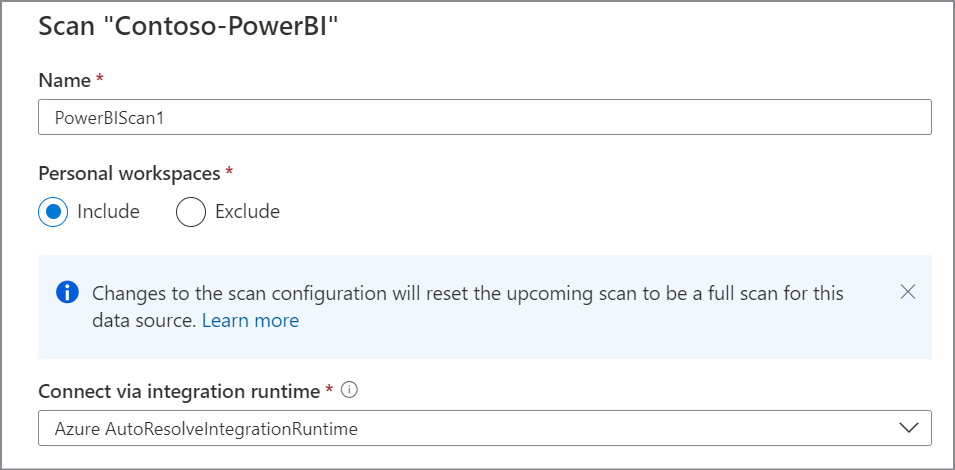 Scan "Contoso-PowerBI"
Name *
PowerBIScan1
Personal workspaces *
Include Exclude
Changes to the scan configuration will reset the upcoming scan to be a full scan for this
data source. Learn more
Connect via integration runtime *
Azure AutoResolveIntegrationRuntime